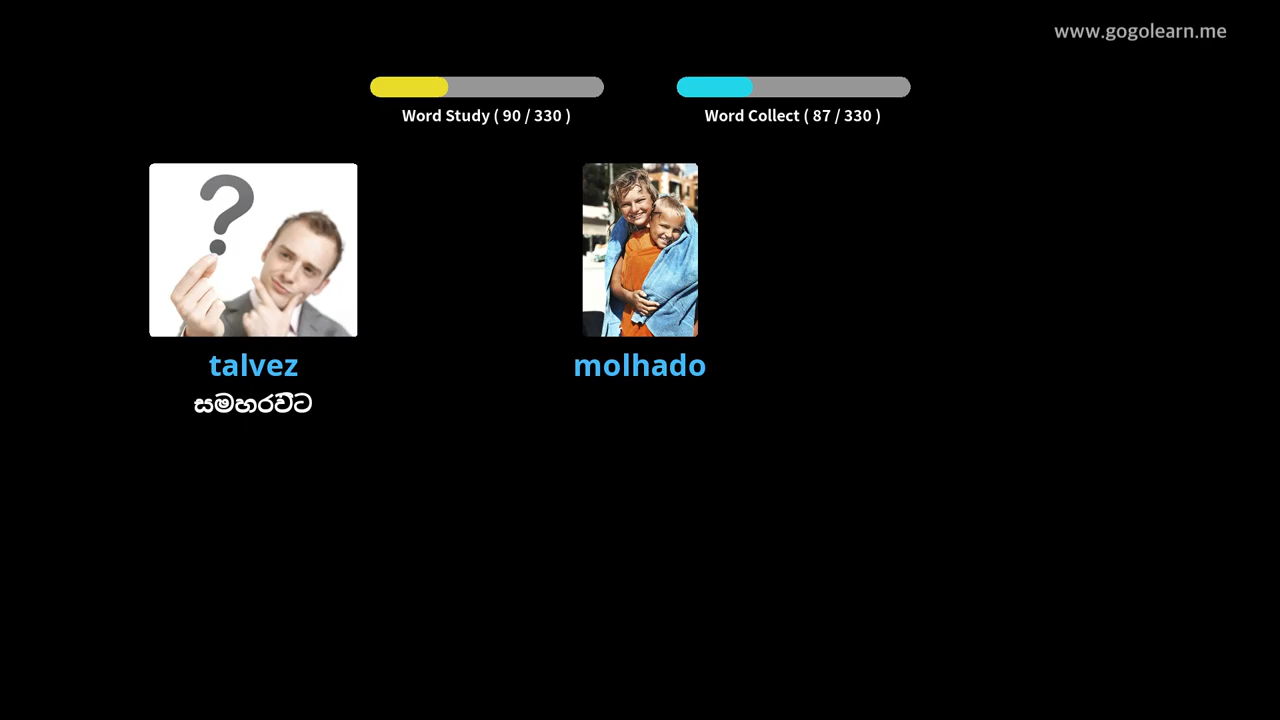 www.gogolearn.me
Word Study ( 90 / 330 )
Word Collect ( 87 / 330 )
talvez
molhado
සමහරවිට